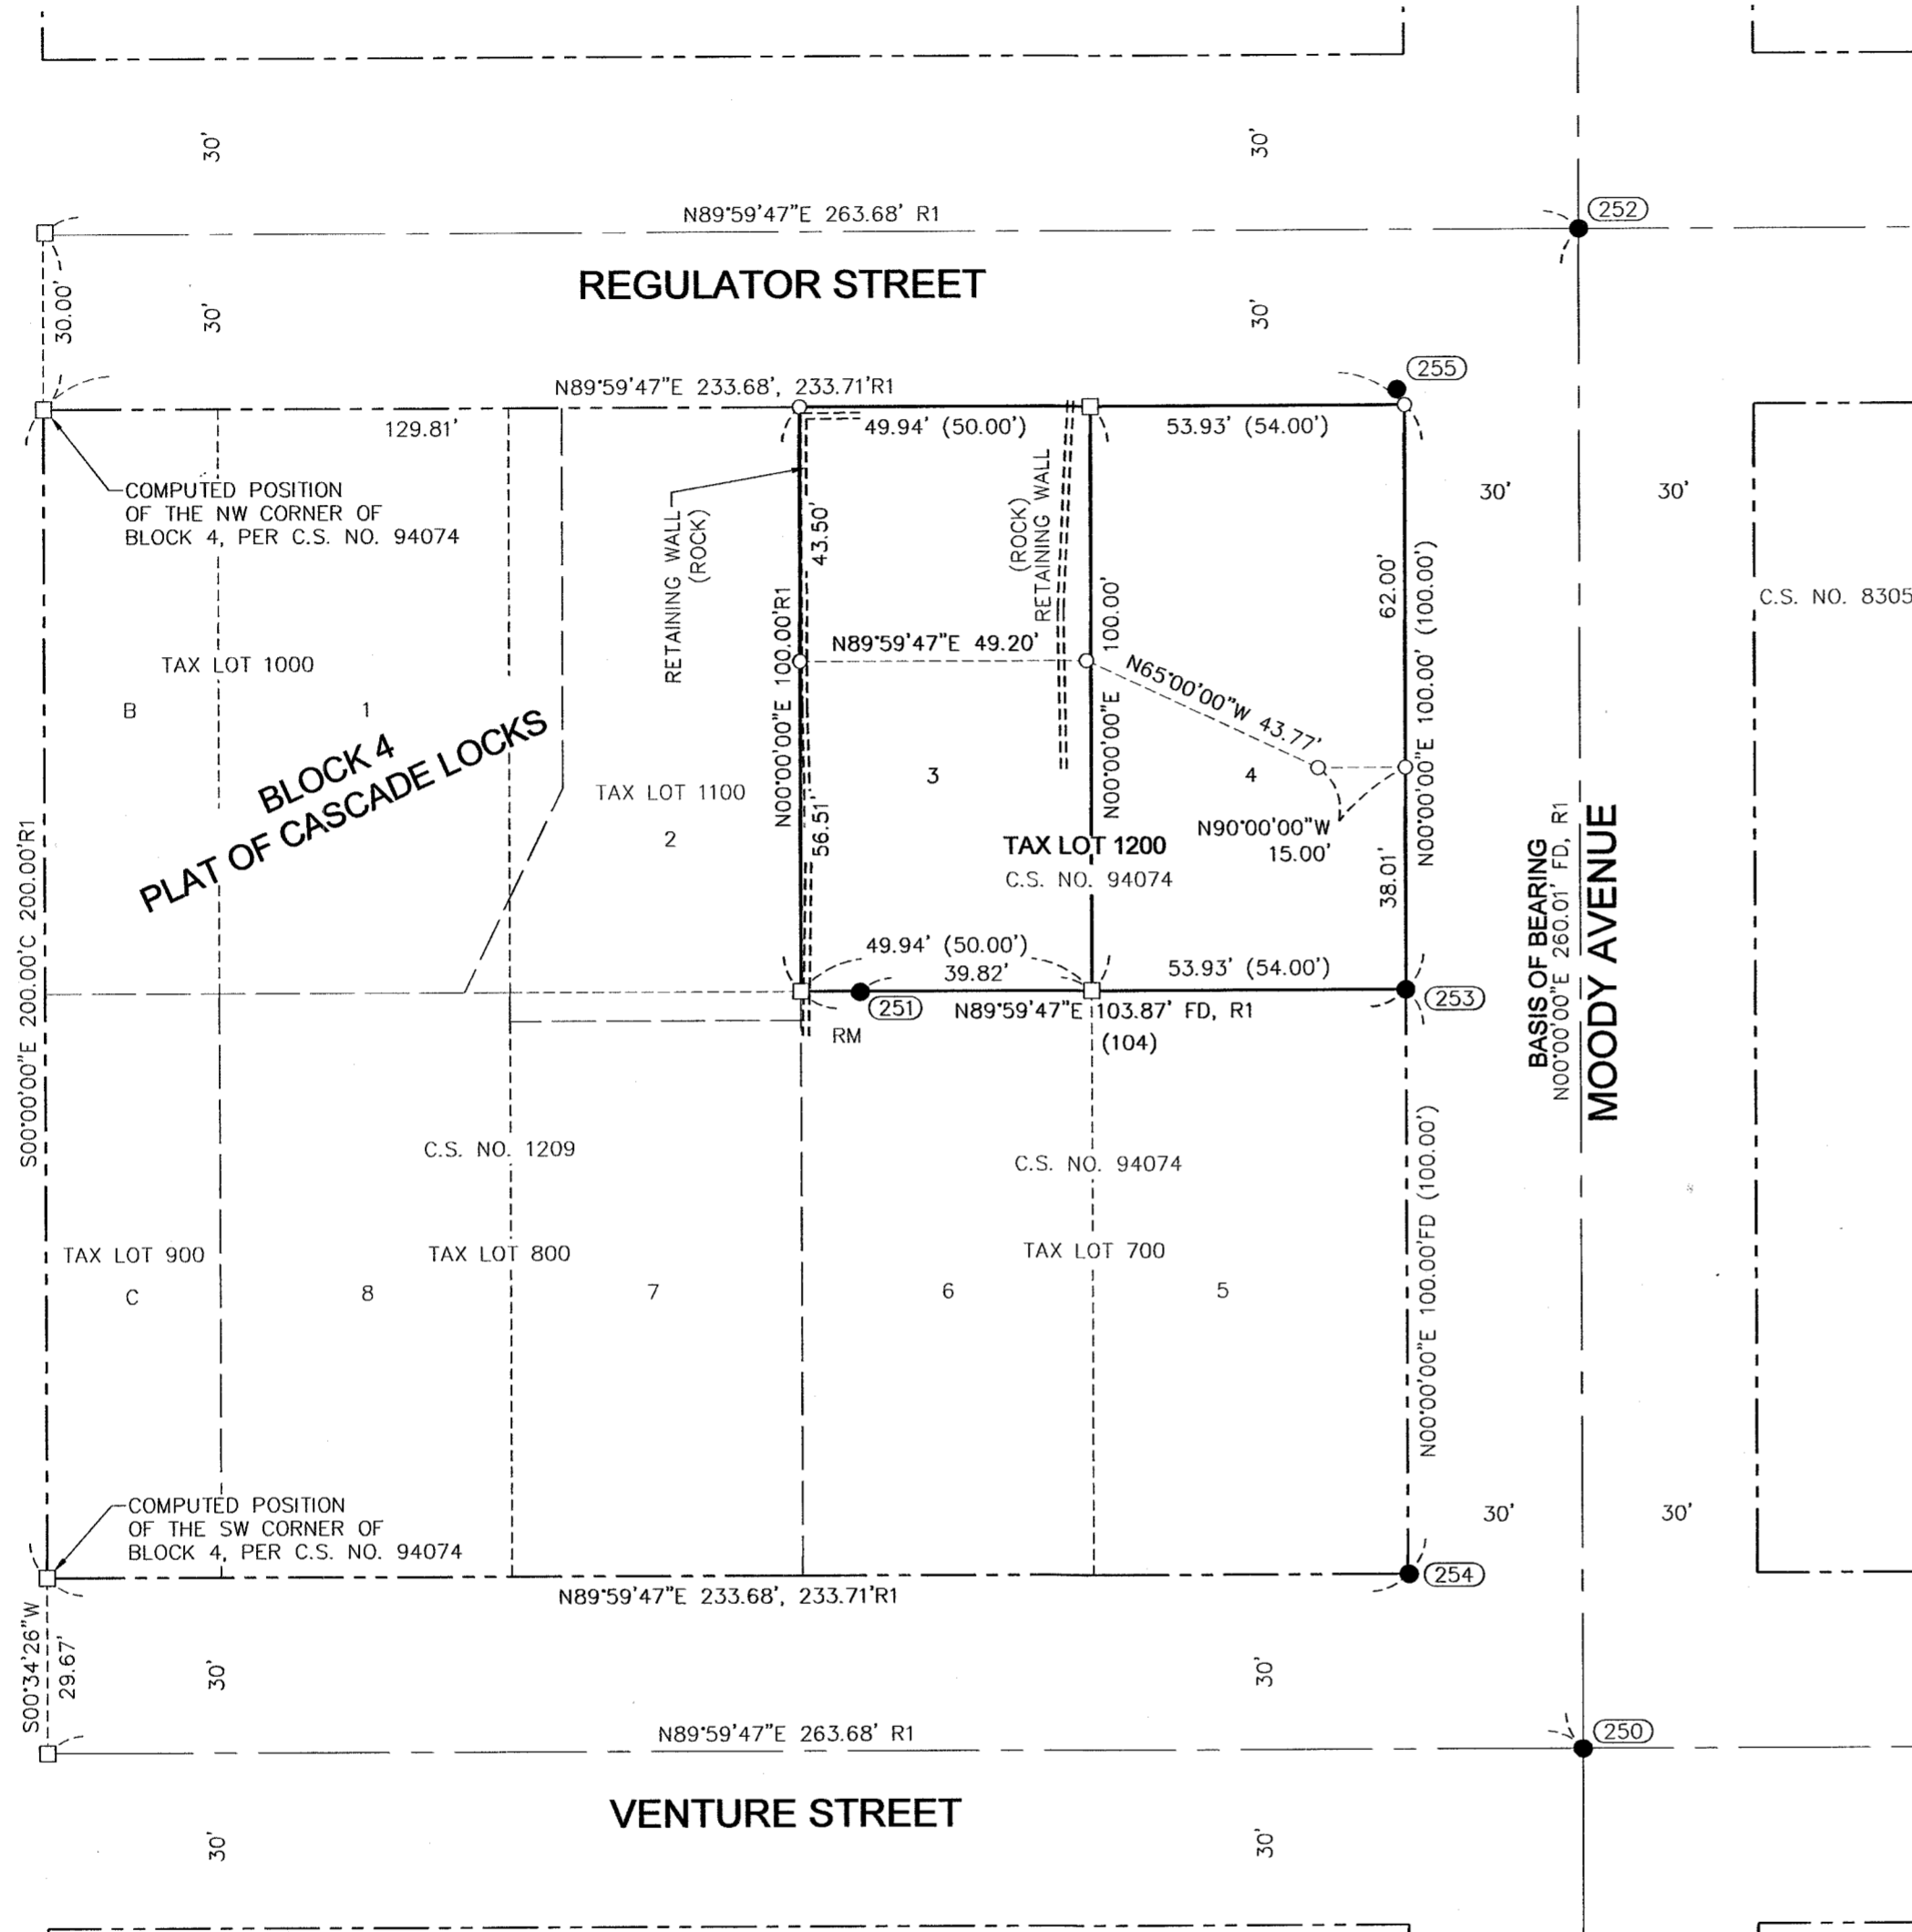 30'
30'
N89°59'47"E 263.68' R1
252
REGULATOR STREET
30.00'
30'
30'
255
N89°59'47"E 233.68', 233.71'R1
129.81'
49.94' (50.00')
53.93' (54.00')
COMPUTED POSITION
OF THE NW CORNER OF
BLOCK 4, PER C.S. NO. 94074
RETAINING WALL
(ROCK)
43.50'
(ROCK)
RETAINING WALL
30'
30'
62.00'
N00°00'00"E 100.00' (100.00')
C.S. NO. 8305
N00°00'00"E 100.00'R1
100.00'
N00°00'00"E
N89°59'47"E 49.20'
N65°00'00"W 43.77'
TAX LOT 1000
B
1
BLOCK 4
PLAT OF CASCADE LOCKS
TAX LOT 1100
2
3
4
56.51'
N90°00'00"W
15.00'
TAX LOT 1200
C.S. NO. 94074
38.01'
S00°00'00"E 200.00'C 200.00'R1
BASIS OF BEARING
N00°00'00"E 260.01' FD, R1
MOODY AVENUE
49.94' (50.00')
39.82'
53.93' (54.00')
251
N89°59'47"E 103.87' FD, R1
253
RM
(104)
C.S. NO. 1209
C.S. NO. 94074
N00°00'00"E 100.00'FD (100.00')
TAX LOT 900
TAX LOT 800
TAX LOT 700
C
8
7
6
5
COMPUTED POSITION
OF THE SW CORNER OF
BLOCK 4, PER C.S. NO. 94074
30'
30'
254
N89°59'47"E 233.68', 233.71'R1
S00°34'26"W
29.67'
30'
30'
N89°59'47"E 263.68' R1
250
VENTURE STREET
30'
30'